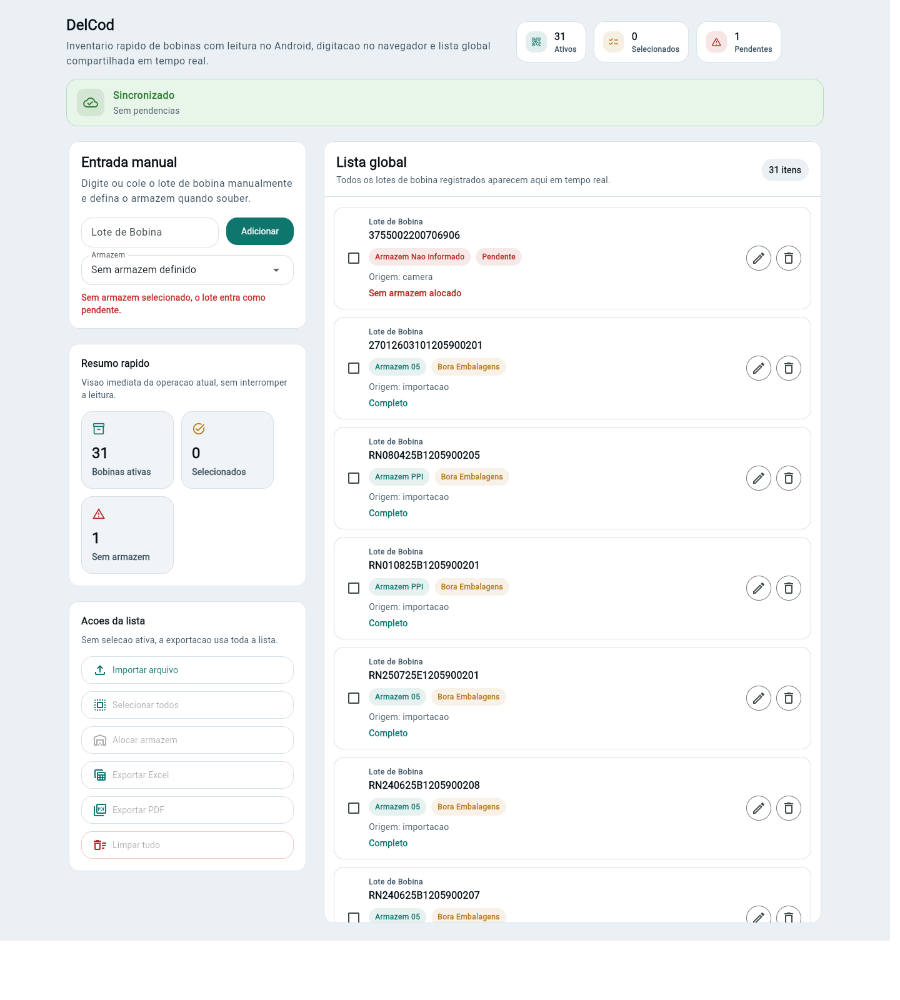 DelCod
Inventario rapido de bobinas com leitura no Android, digitacao no navegador e lista global
compartilhada em tempo real.
31
Ativos
0
Selecionados
1
Pendentes
Sincronizado
Sem pendencias
Entrada manual
Digite ou cole o lote de bobina manualmente
e defina o armazem quando souber.
Lote de Bobina
Adicionar
Armazem
Sem armazem definido
Sem armazem selecionado, o lote entra como
pendente.
Resumo rapido
Visao imediata da operacao atual, sem interromper
a leitura.
31
Bobinas ativas
0
Selecionados
1
Sem armazem
Acoes da lista
Sem selecao ativa, a exportacao usa toda a lista.
Importar arquivo
Selecionar todos
Alocar armazem
Exportar Excel
PDF
Exportar PDF
Limpar tudo
Lista global
Todos os lotes de bobina registrados aparecem aqui em tempo real.
31 itens
Lote de Bobina
3755002200706906
Armazem Nao informado
Pendente
Origem: camera
Sem armazem alocado
Lote de Bobina
27012603101205900201
Armazem 05
Bora Embalagens
Origem: importacao
Completo
Lote de Bobina
RN080425B1205900205
Armazem PPI
Bora Embalagens
Origem: importacao
Completo
Lote de Bobina
RN010825B1205900201
Armazem PPI
Bora Embalagens
Origem: importacao
Completo
Lote de Bobina
RN250725E1205900201
Armazem 05
Bora Embalagens
Origem: importacao
Completo
Lote de Bobina
RN240625B1205900208
Armazem 05
Bora Embalagens
Origem: importacao
Completo
Lote de Bobina
RN240625B1205900207
Armazem 05
Bora Embalagens